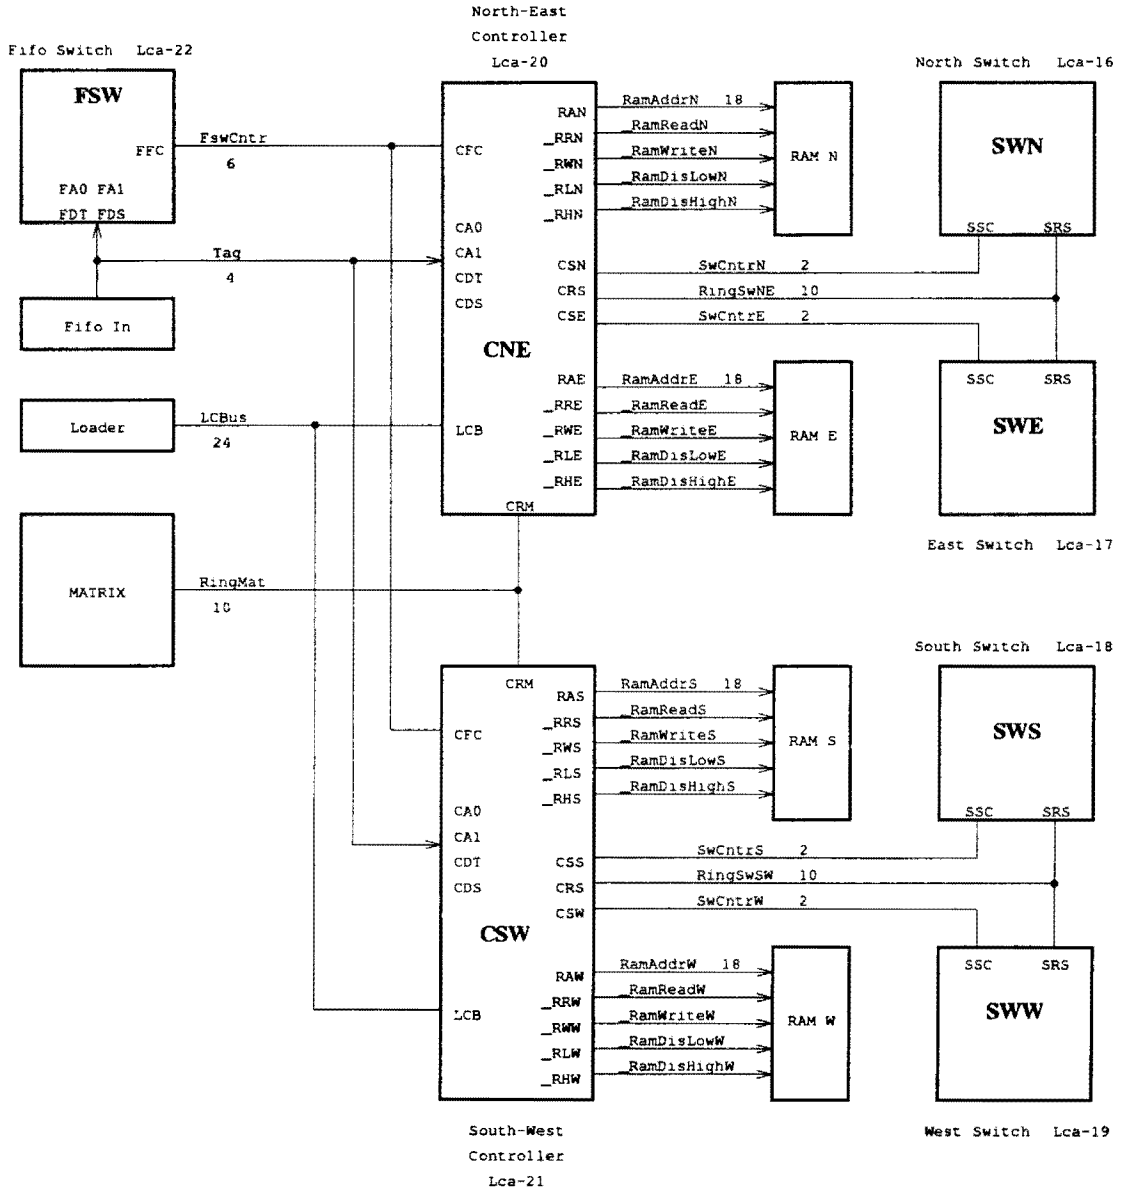 North-East
Controller
Lca-20
Fifo Switch Lca-22
FSW
FFC
FA0 FA1
FDT FDS
FswCntr
6
Tag
4
Fifo In
Loader
LCBus
24
MATRIX
RingMat
10
CFC
CA0
CA1
CDT
CDS
CNE
LCB
CRM
RAN
_RRN
_RWN
_RLN
_RHN
CSN
CRS
CSE
RAE
_RRE
_RWE
_RLE
_RHE
RamAddrN 18
_RamReadN
_RamWriteN
_RamDisLowN
_RamDisHighN
RAM N
SwCntrN 2
RingSwNE 10
SwCntrE 2
RamAddrE 18
_RamReadE
_RamWriteE
_RamDisLowE
_RamDisHighE
RAM E
North Switch Lca-16
SWN
SSC SRS
SSC SRS
SWE
East Switch Lca-17
CRM
CFC
CA0
CA1
CDT
CDS
CSW
LCB
RAS
_RRS
_RWS
_RLS
_RHS
CSS
CRS
CSW
RAW
_RRW
_RWW
_RLW
_RHW
RamAddrS 18
_RamReadS
_RamWriteS
_RamDisLowS
_RamDisHighS
RAM S
SwCntrS 2
RingSwSW 10
SwCntrW 2
RamAddrW 18
_RamReadW
_RamWriteW
_RamDisLowW
_RamDisHighW
RAM W
South Switch Lca-18
SWS
SSC SRS
SSC SRS
SWW
West Switch Lca-19
South-West
Controller
Lca-21